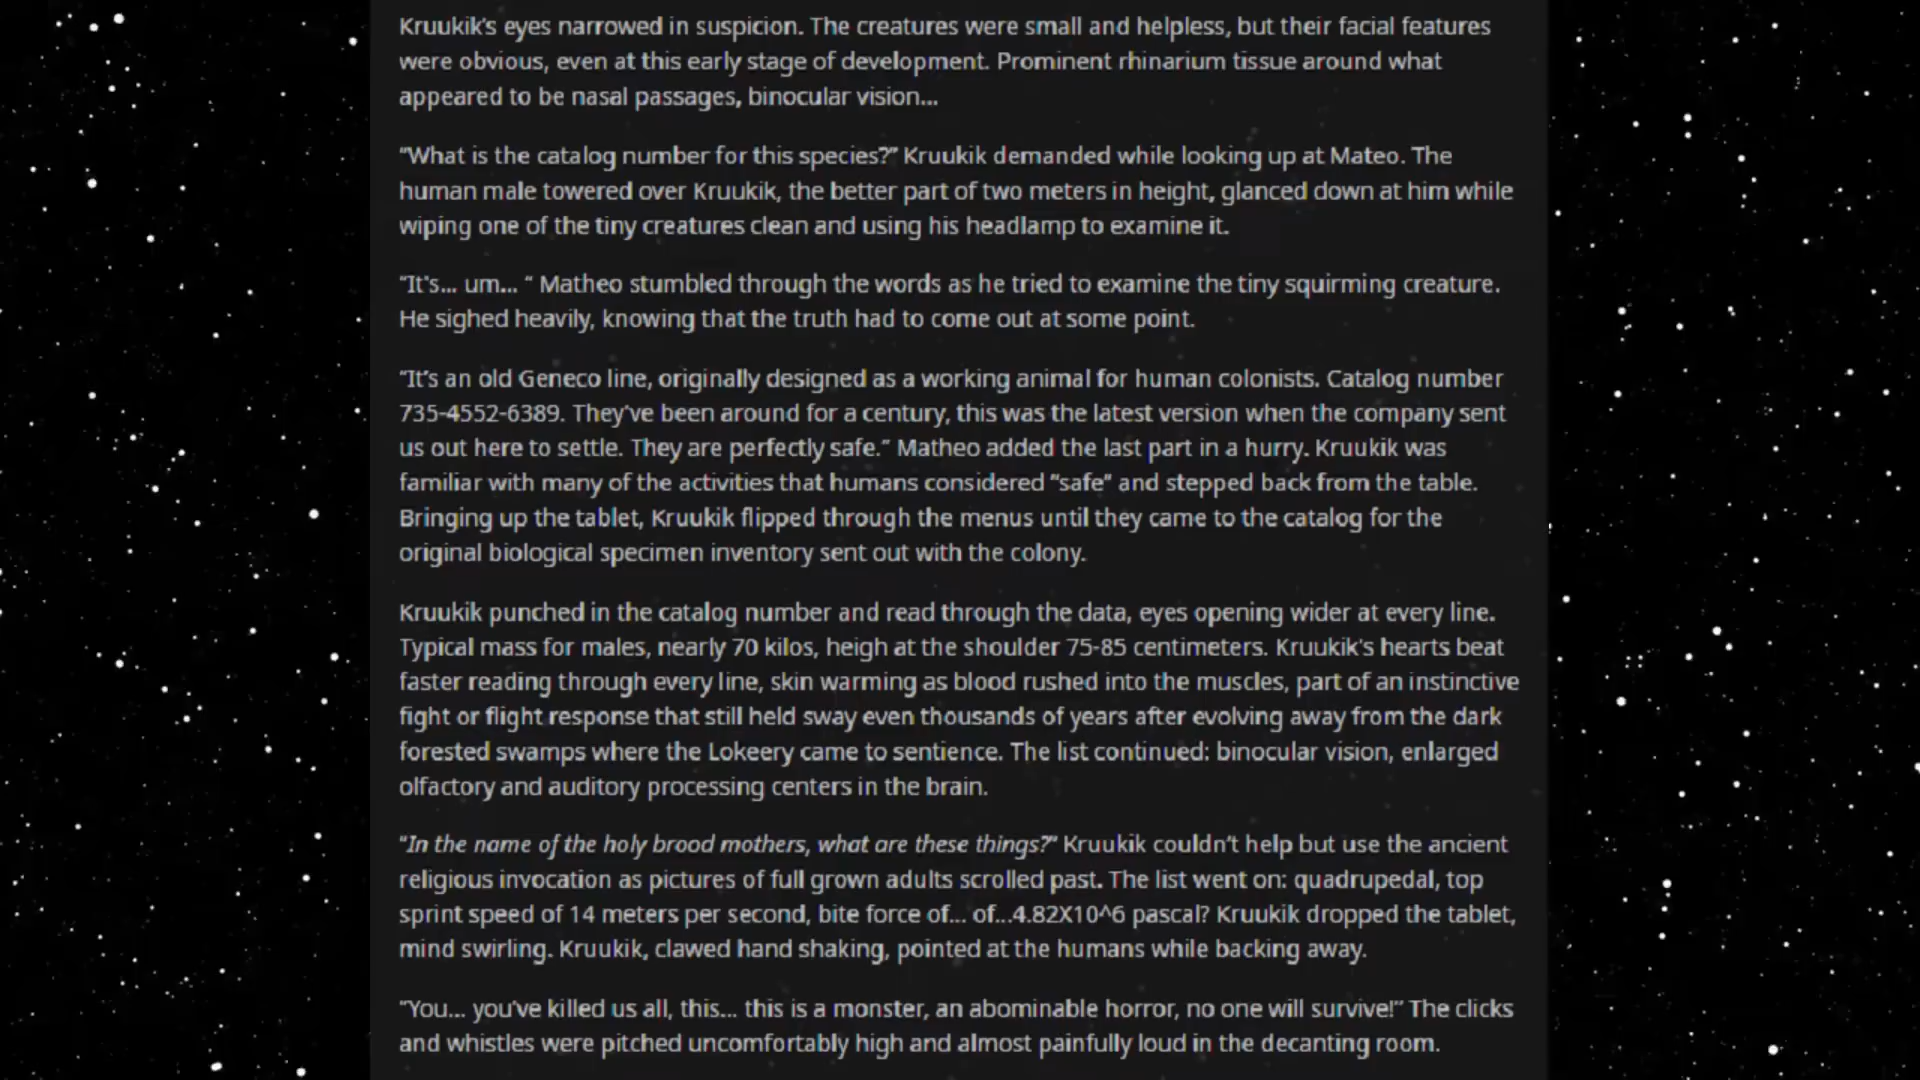 Kruukik's eyes narrowed in suspicion. The creatures were small and helpless, but their facial features
were obvious, even at this early stage of development. Prominent rhinarium tissue around what
appeared to be nasal passages, binocular vision...
“What is the catalog number for this species?” Kruukik demanded while looking up at Mateo. The
human male towered over Kruukik, the better part of two meters in height, glanced down at him while
wiping one of the tiny creatures clean and using his headlamp to examine it.
“It's... um... “ Matheo stumbled through the words as he tried to examine the tiny squirming creature.
He sighed heavily, knowing that the truth had to come out at some point.
“It’s an old Geneco line, originally designed as a working animal for human colonists. Catalog number
735-4552-6389. They’ve been around for a century, this was the latest version when the company sent
us out here to settle. They are perfectly safe.” Matheo added the last part in a hurry. Kruukik was
familiar with many of the activities that humans considered “safe” and stepped back from the table.
Bringing up the tablet, Kruukik flipped through the menus until they came to the catalog for the
original biological specimen inventory sent out with the colony.
Kruukik punched in the catalog number and read through the data, eyes opening wider at every line.
Typical mass for males, nearly 70 kilos, heigh at the shoulder 75-85 centimeters. Kruukik's hearts beat
faster reading through every line, skin warming as blood rushed into the muscles, part of an instinctive
fight or flight response that still held sway even thousands of years after evolving away from the dark
forested swamps where the Lokeery came to sentience. The list continued: binocular vision, enlarged
olfactory and auditory processing centers in the brain.
“In the name of the holy brood mothers, what are these things?” Kruukik couldn’t help but use the ancient
religious invocation as pictures of full grown adults scrolled past. The list went on: quadrupedal, top
sprint speed of 14 meters per second, bite force of... of...4.82X10^6 pascal? Kruukik dropped the tablet,
mind swirling. Kruukik, clawed hand shaking, pointed at the humans while backing away.
“You... you’ve killed us all, this... this is a monster, an abominable horror, no one will survive!” The clicks
and whistles were pitched uncomfortably high and almost painfully loud in the decanting room.